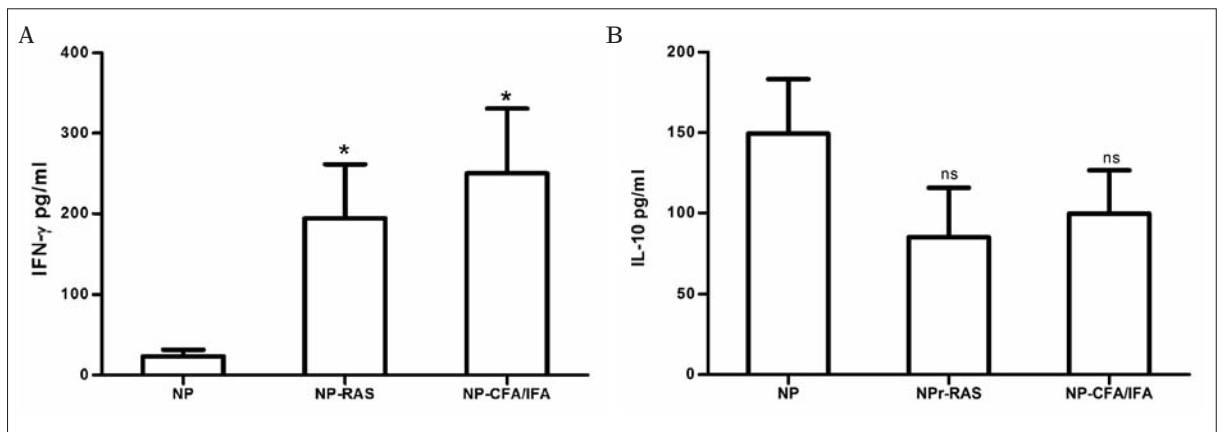 A
400
300
200
100
0
IFN-γ pg/ml
*
*
NP
NP-RAS
NP-CFA/IFA
B
200
150
100
50
0
IL-10 pg/ml
ns
ns
NP
NPr-RAS
NP-CFA/IFA